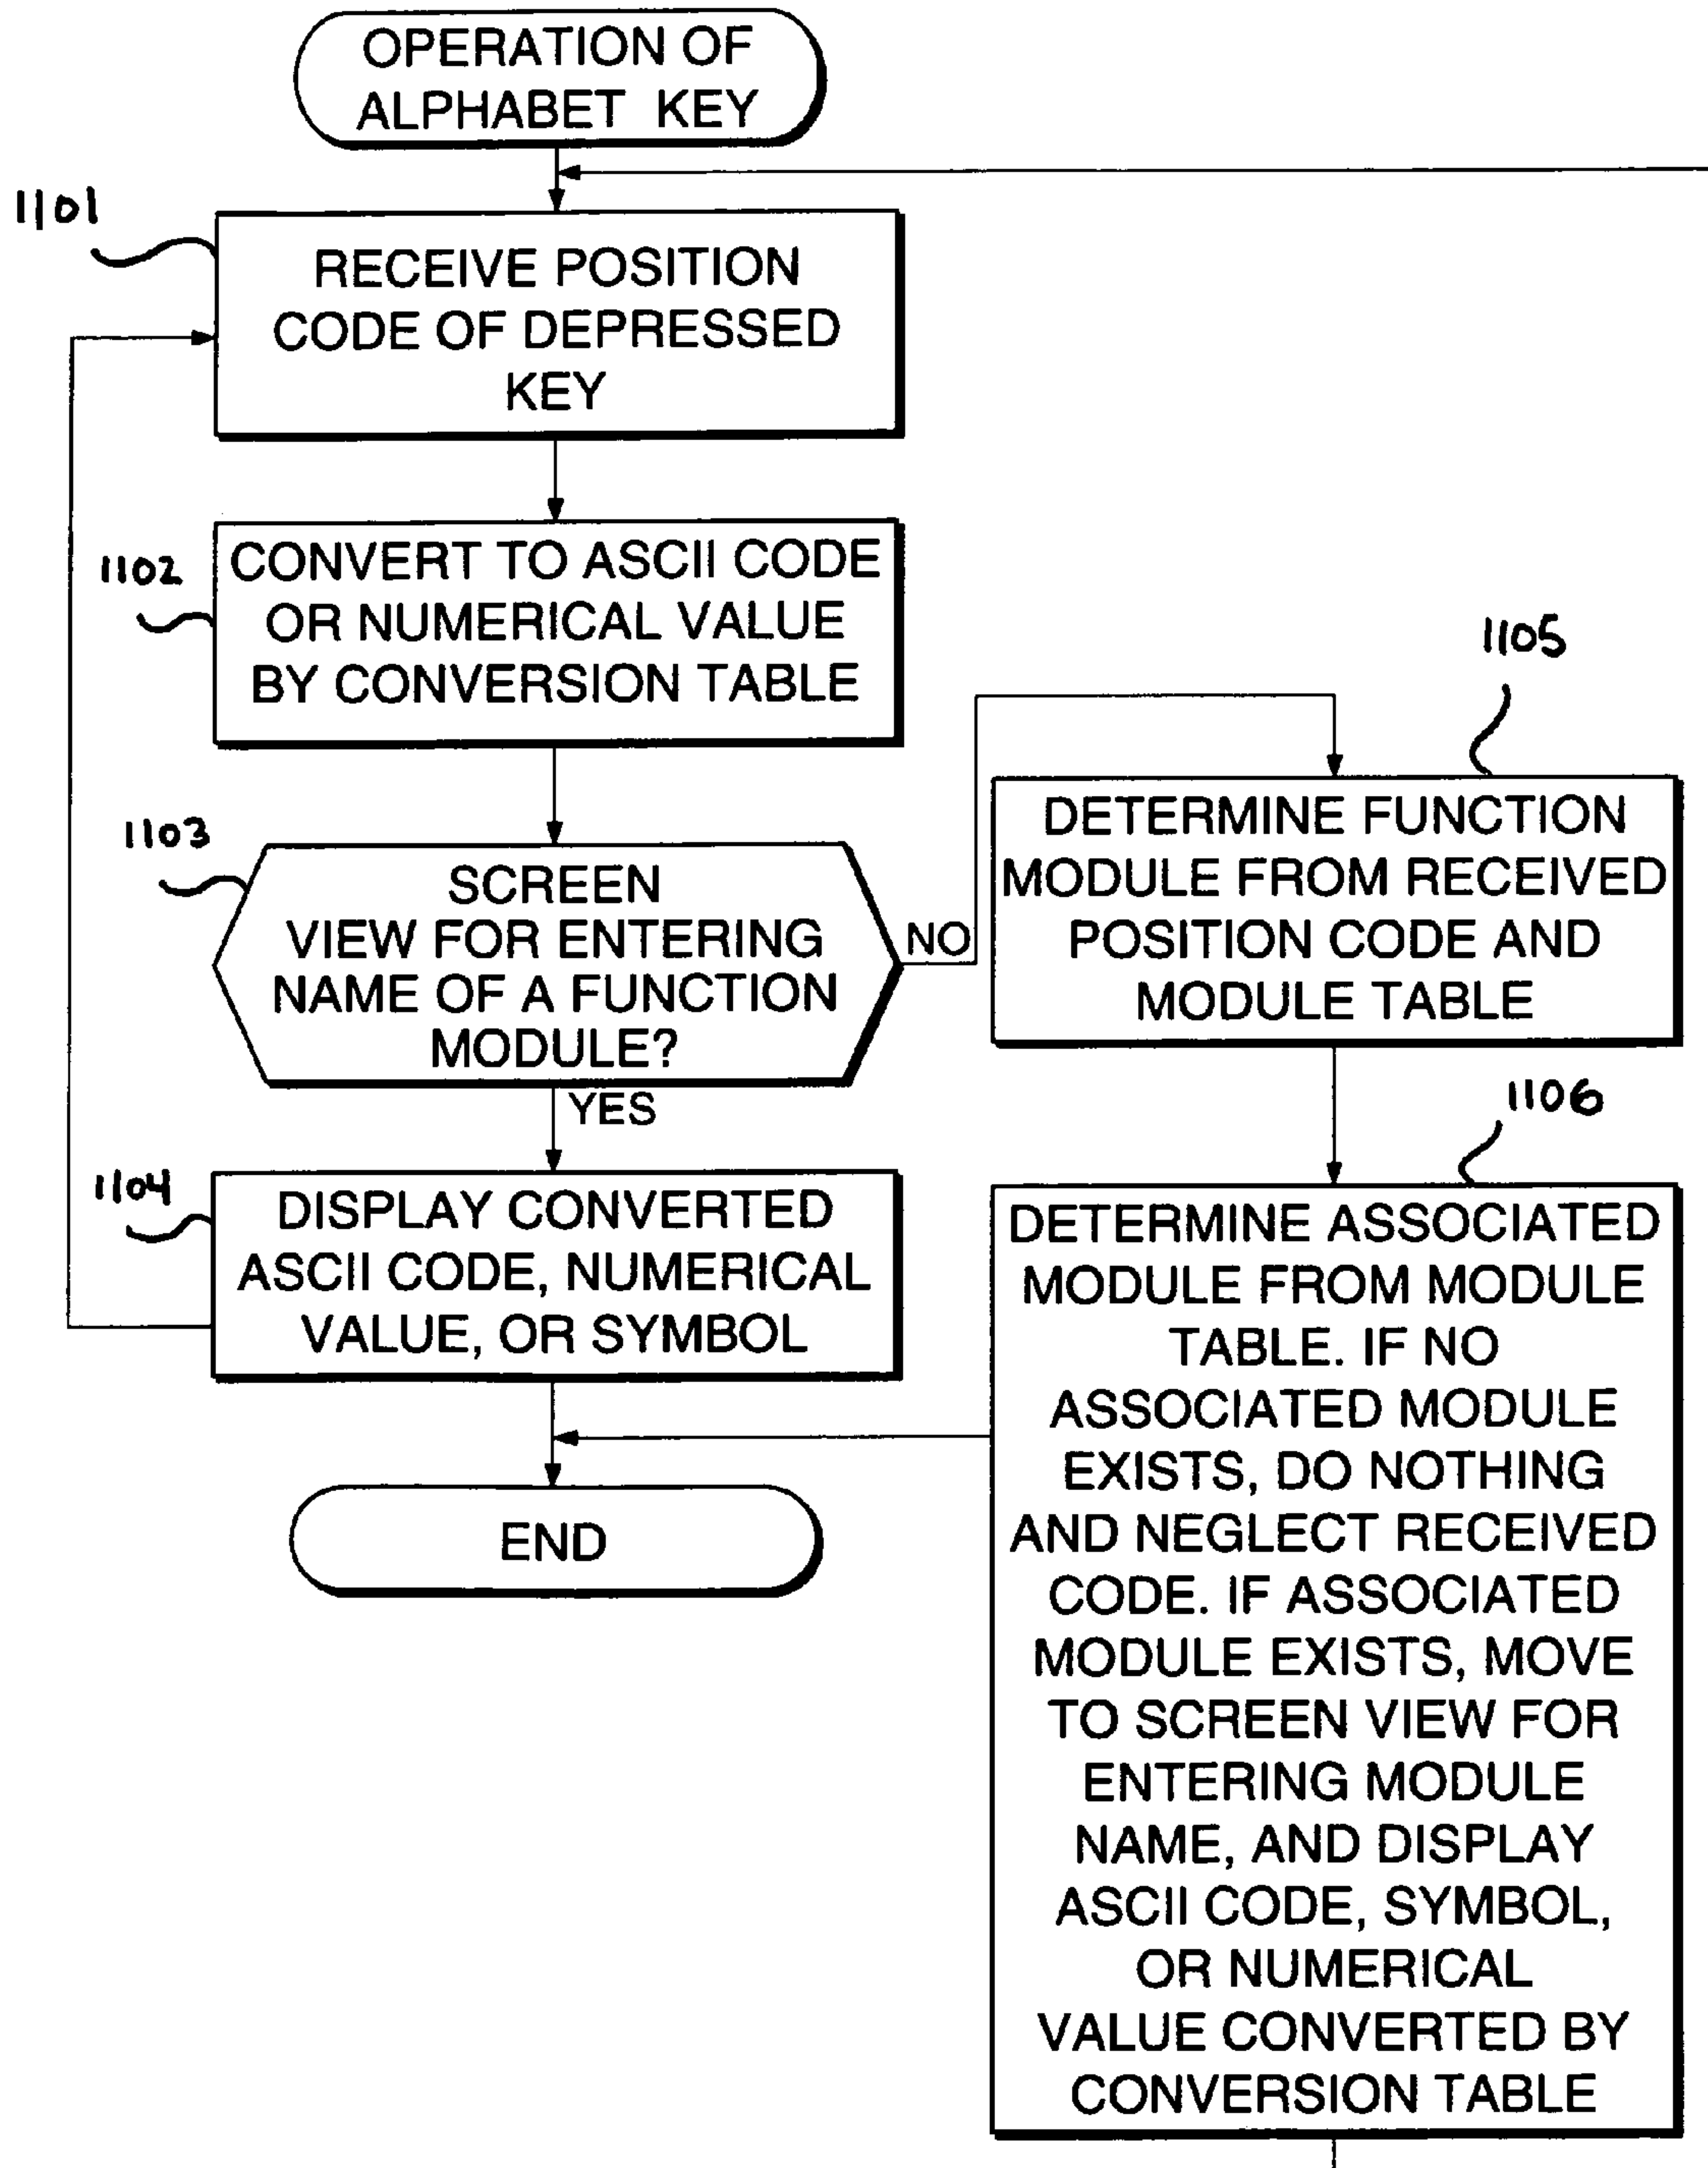 OPERATION OF
ALPHABET KEY
1101
RECEIVE POSITION
CODE OF DEPRESSED
KEY
1102
CONVERT TO ASCII CODE
OR NUMERICAL VALUE
BY CONVERSION TABLE
1103
SCREEN
VIEW FOR ENTERING
NAME OF A FUNCTION
MODULE?
NO
YES
1104
DISPLAY CONVERTED
ASCII CODE, NUMERICAL
VALUE, OR SYMBOL
END
1105
DETERMINE FUNCTION
MODULE FROM RECEIVED
POSITION CODE AND
MODULE TABLE
1106
DETERMINE ASSOCIATED
MODULE FROM MODULE
TABLE. IF NO
ASSOCIATED MODULE
EXISTS, DO NOTHING
AND NEGLECT RECEIVED
CODE. IF ASSOCIATED
MODULE EXISTS, MOVE
TO SCREEN VIEW FOR
ENTERING MODULE
NAME, AND DISPLAY
ASCII CODE, SYMBOL,
OR NUMERICAL
VALUE CONVERTED BY
CONVERSION TABLE